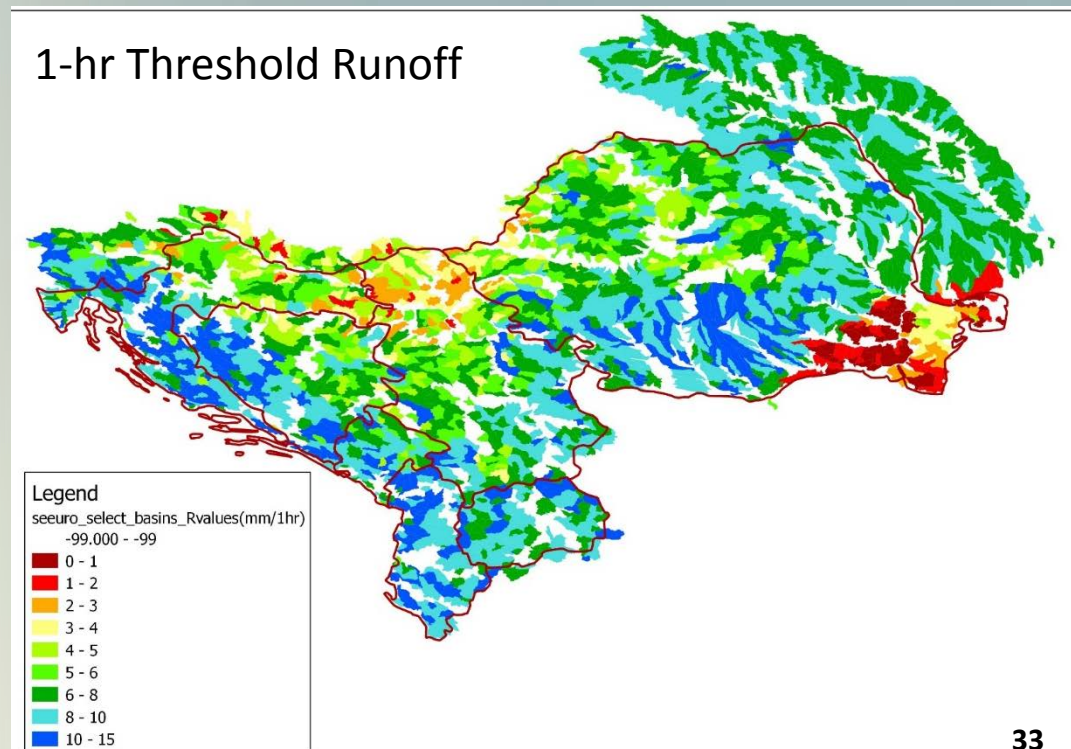 1-hr Threshold Runoff
Legend
seeuro_select_basins_Rvalues(mm/1hr)
-99.000 - -99
0 - 1
1 - 2
2 - 3
3 - 4
4 - 5
5 - 6
6 - 8
8 - 10
10 - 15
33